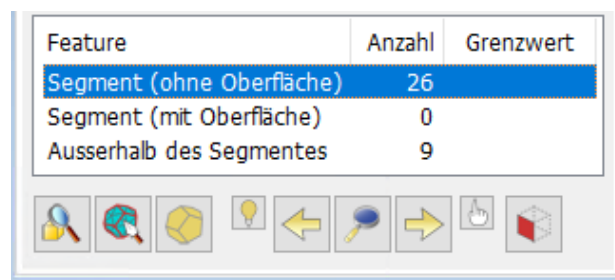 Feature Anzahl Grenzwert
Segment (ohne Oberfläche) 26
Segment (mit Oberfläche) 0
Ausserhalb des Segmentes 9